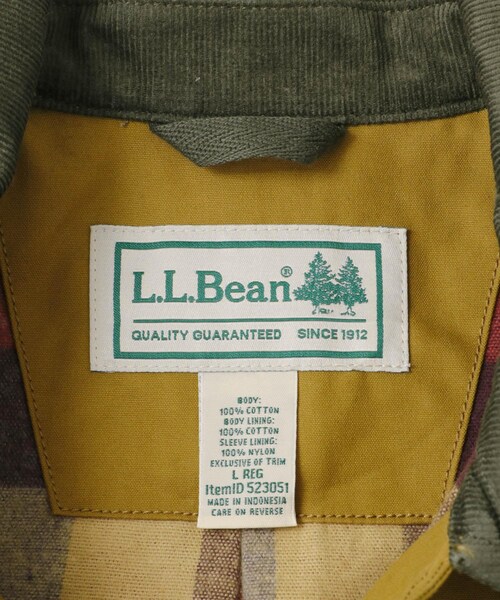 L.L.Bean®
QUALITY GUARANTEED SINCE 1912
BODY:
100% COTTON
BODY LINING:
100% COTTON
SLEEVE LINING:
100% NYLON
EXCLUSIVE OF TRIM
L REG
ItemID 523051
MADE IN INDONESIA
CARE ON REVERSE